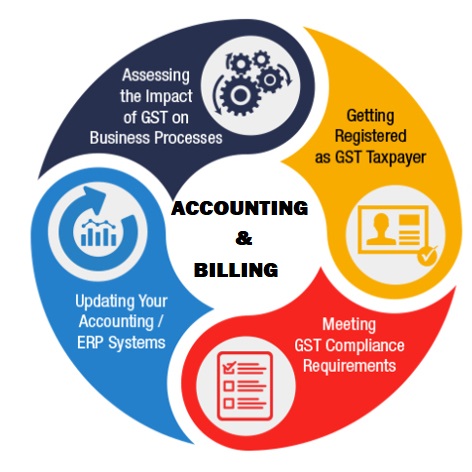 Assessing
the Impact
of GST on
Business Processes
Getting
Registered
as GST Taxpayer
ACCOUNTING
&
BILLING
Updating Your
Accounting /
ERP Systems
Meeting
GST Compliance
Requirements